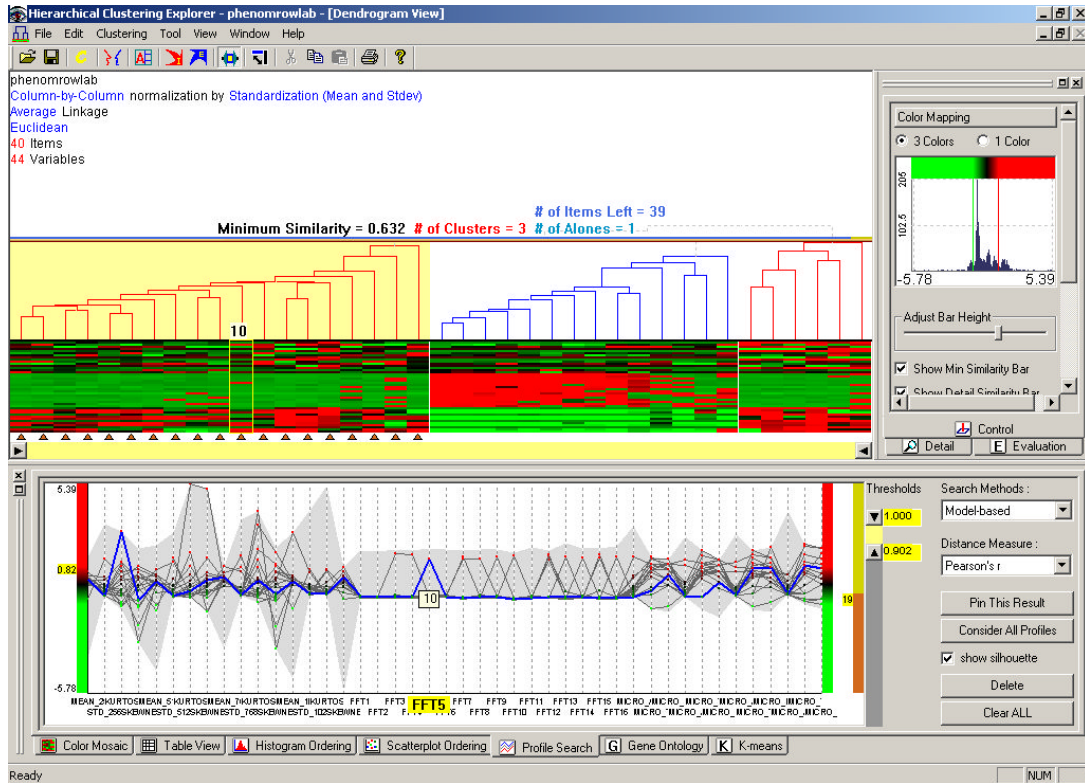 Hierarchical Clustering Explorer - phenomrowlab - [Dendrogram View]
File Edit Clustering Tool View Window Help
phenomrowlab
Column-by-Column normalization by Standardization (Mean and Stdev)
Average Linkage
Euclidean
40 Items
44 Variables
# of Items Left = 39
Minimum Similarity = 0.632 # of Clusters = 3 # of Alones = 1
10
Color Mapping
3 Colors 1 Color
205
102.5
-5.78 5.39
Adjust Bar Height
Show Min Similarity Bar
Show Detail Similarity Bar
Control
Detail E Evaluation
5.39
0.82
-5.78
10
19
FFT1 FFT3 FFT5 FFT7 FFT9 FFT11 FFT13 FFT15
FFT2 FFT4 FFT8 FFT10 FFT12 FFT14 FFT16
Thresholds
1.000
0.902
Search Methods :
Model-based
Distance Measure :
Pearson's r
Pin This Result
Consider All Profiles
show silhouette
Delete
Clear ALL
Color Mosaic Table View Histogram Ordering Scatterplot Ordering Profile Search G Gene Ontology K K-means
Ready NUM